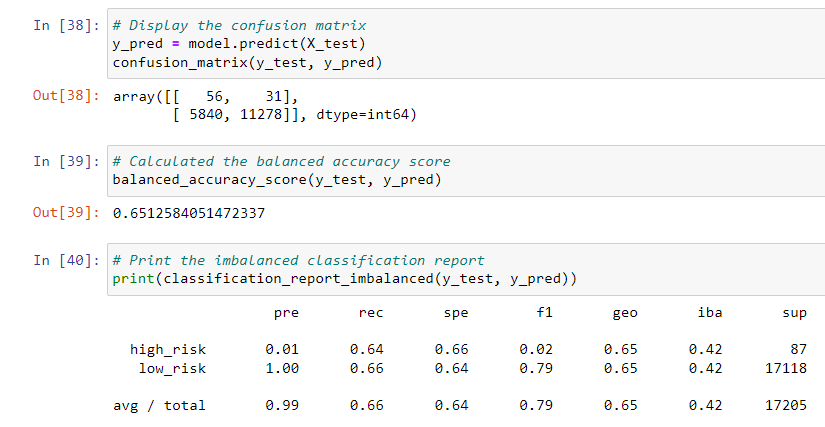 In [38]: # Display the confusion matrix
y_pred = model.predict(X_test)
confusion_matrix(y_test, y_pred)
Out[38]: array([[   56,    31],
       [ 5840, 11278]], dtype=int64)
In [39]: # Calculated the balanced accuracy score
balanced_accuracy_score(y_test, y_pred)
Out[39]: 0.6512584051472337
In [40]: # Print the imbalanced classification report
print(classification_report_imbalanced(y_test, y_pred))
pre rec spe f1 geo iba sup
high_risk 0.01 0.64 0.66 0.02 0.65 0.42 87
low_risk 1.00 0.66 0.64 0.79 0.65 0.42 17118
avg / total 0.99 0.66 0.64 0.79 0.65 0.42 17205